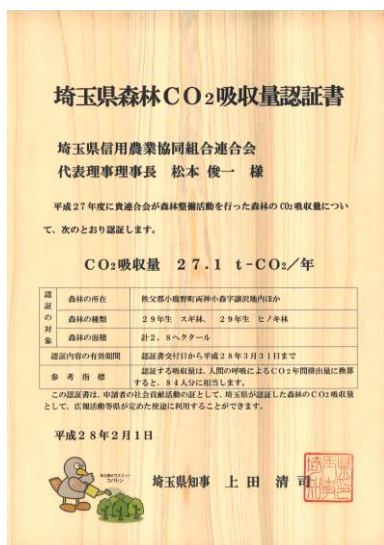 埼玉県森林CO2吸収量認証書
埼玉県信用農業協同組合連合会
代表理事理事長 松本 俊一 様
平成27年度に貴連合会が森林整備活動を行った森林のCO2吸収量につい
て、次のとおり認証します。
CO2吸収量 27.1 t-CO2/年
認証の対象
森林の所在 秩父郡小鹿野町両神小森字譲沢地内ほか
森林の種類 29年生 スギ林、 29年生 ヒノキ林
森林の面積 計2.8ヘクタール
認証内容の有効期間 認証書交付日から平成28年3月31日まで
参考指標 認証する吸収量は、人間の呼吸によるCO2年間排出量に換算
すると、84人分に相当します。
この認証書は、申請者の社会貢献活動の証として、埼玉県が認証した森林のCO2吸収量
として、広報活動等県が定めた使途に利用することができます。
平成28年2月1日
埼玉県のマスコット
コバトン
埼玉県知事 上田 清司